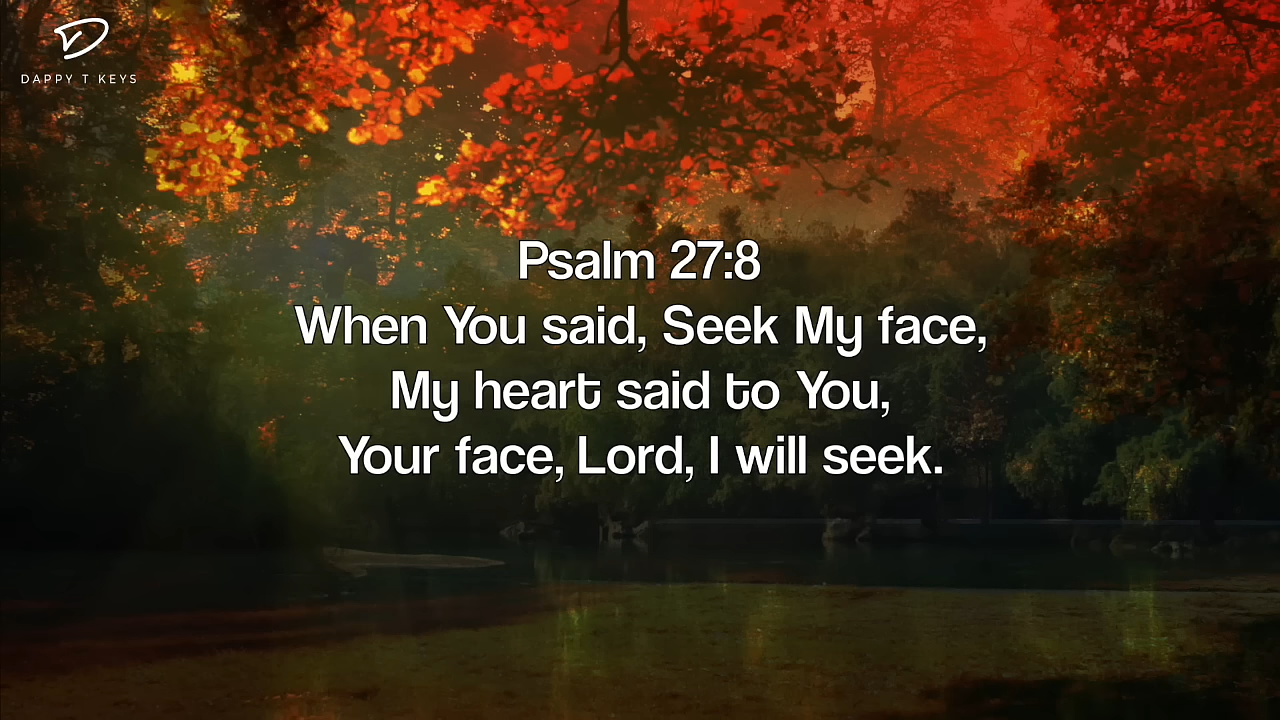 DAPPY T KEYS
Psalm 27:8
When You said, Seek My face,
My heart said to You,
Your face, Lord, I will seek.